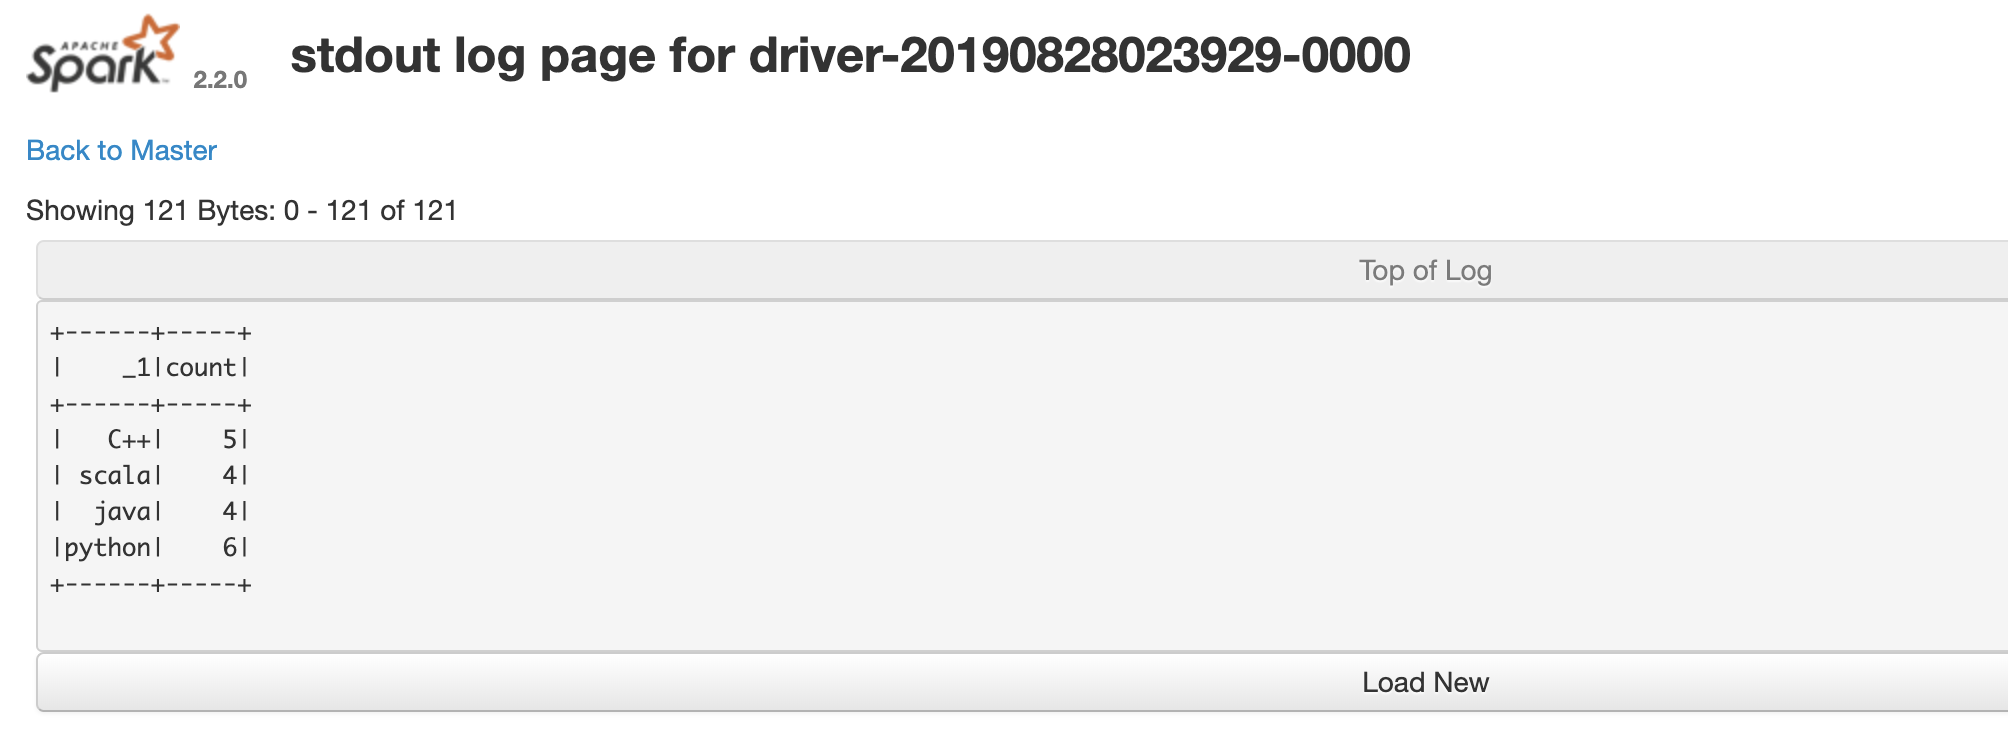 APACHE
Spark™ 2.2.0 stdout log page for driver-20190828023929-0000
Back to Master
Showing 121 Bytes: 0 - 121 of 121
Top of Log
+------+-----+
|    _1|count|
+------+-----+
|   C++|    5|
| scala|    4|
|  java|    4|
|python|    6|
+------+-----+
Load New